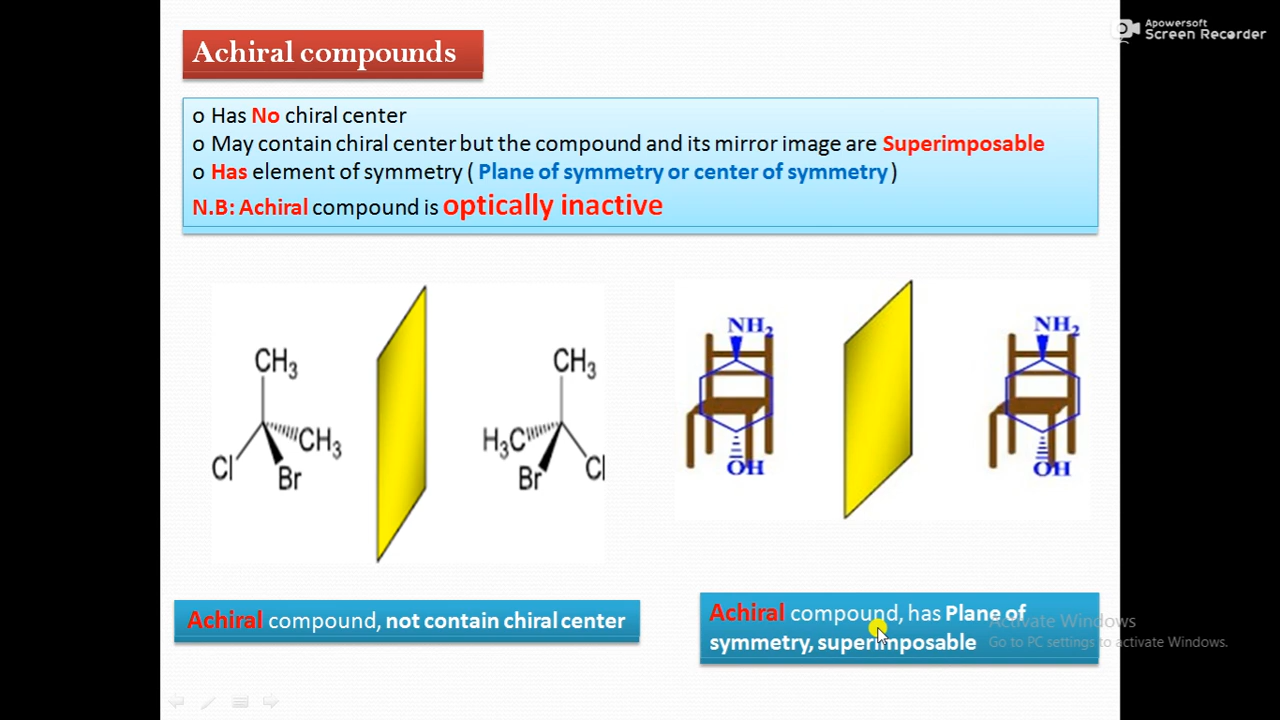 Apowersoft
Screen Recorder
Achiral compounds
o Has No chiral center
o May contain chiral center but the compound and its mirror image are Superimposable
o Has element of symmetry ( Plane of symmetry or center of symmetry )
N.B: Achiral compound is optically inactive
CH₃
CH₃
Cl
Br
CH₃
H₃C
Br
Cl
NH₂
OH
NH₂
OH
Achiral compound, not contain chiral center
Achiral compound, has Plane of
symmetry, superimposable
Activate Windows
Go to PC settings to activate Windows.